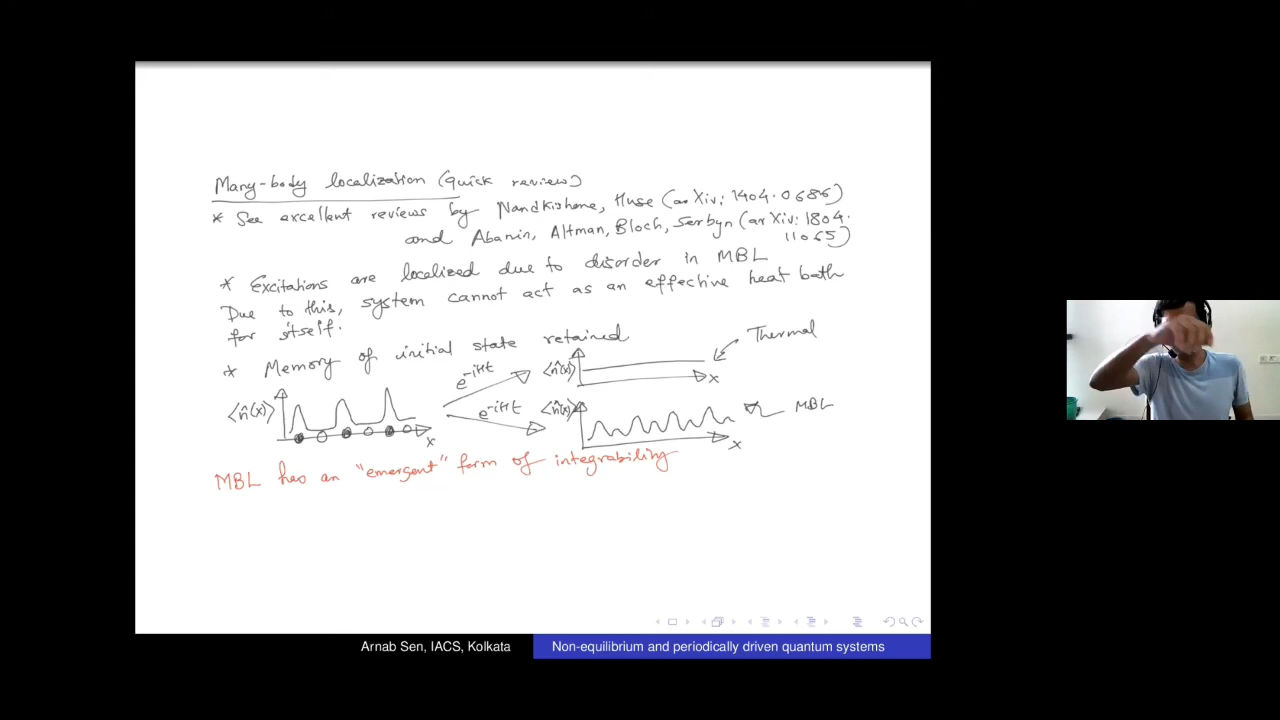 Many-body localization (quick review)
* See excellent reviews by Nandkishore, Huse (arXiv: 1404.0686)
and Abanin, Altman, Bloch, Serbyn (arXiv: 1804.
11065)
* Excitations are localized due to disorder in MBL
Due to this, system cannot act as an effective heat bath
for itself.
* Memory of initial state retained
Thermal
e^{-iHt}
<n̂(x)>
x
<n̂(x)>
x
e^{-iHt}
<n̂(x)>
x
MBL
MBL has an "emergent" form of integrability
Arnab Sen, IACS, Kolkata
Non-equilibrium and periodically driven quantum systems